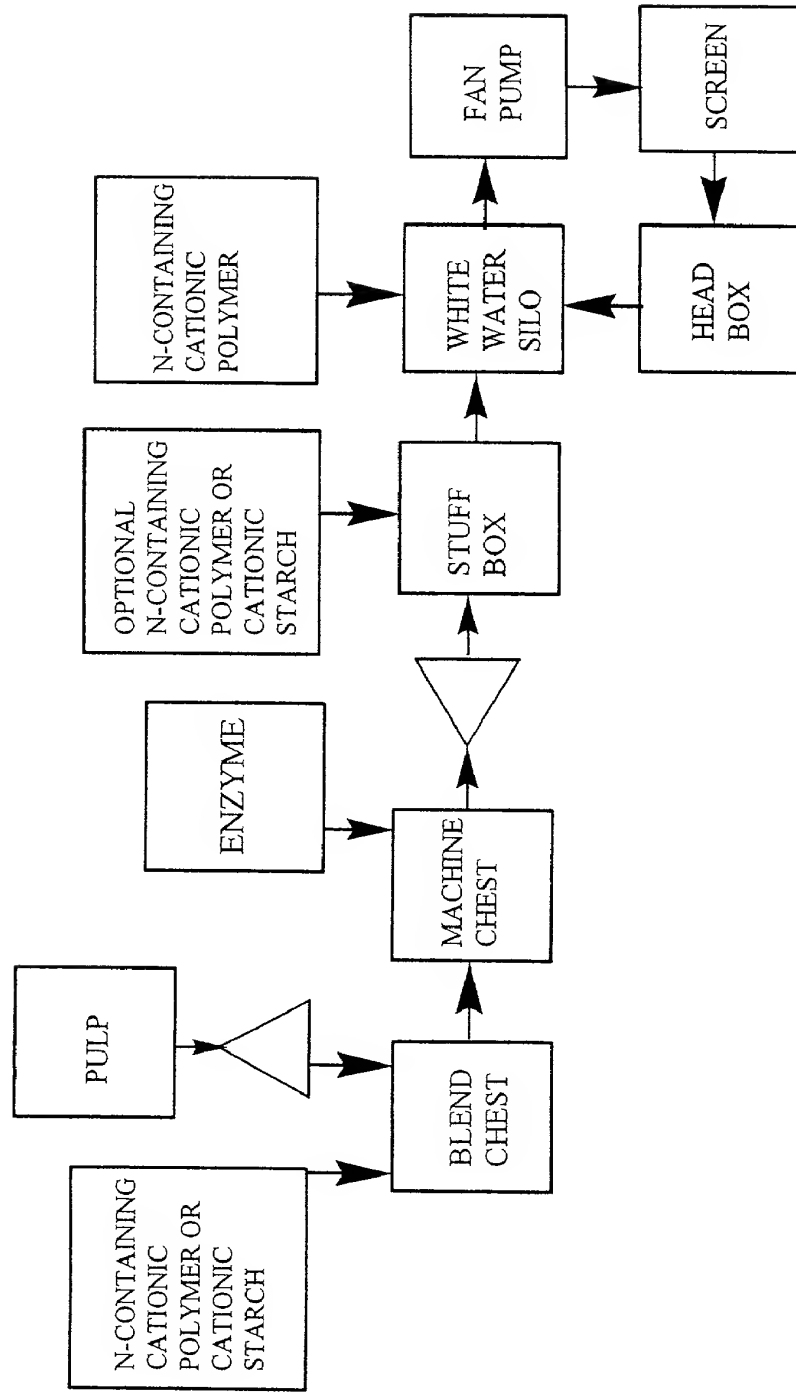 N-CONTAINING
CATIONIC
POLYMER OR
CATIONIC
STARCH
PULP
ENZYME
OPTIONAL
N-CONTAINING
CATIONIC
POLYMER OR
CATIONIC
STARCH
N-CONTAINING
CATIONIC
POLYMER
BLEND
CHEST
MACHINE
CHEST
STUFF
BOX
WHITE
WATER
SILO
FAN
PUMP
HEAD
BOX
SCREEN